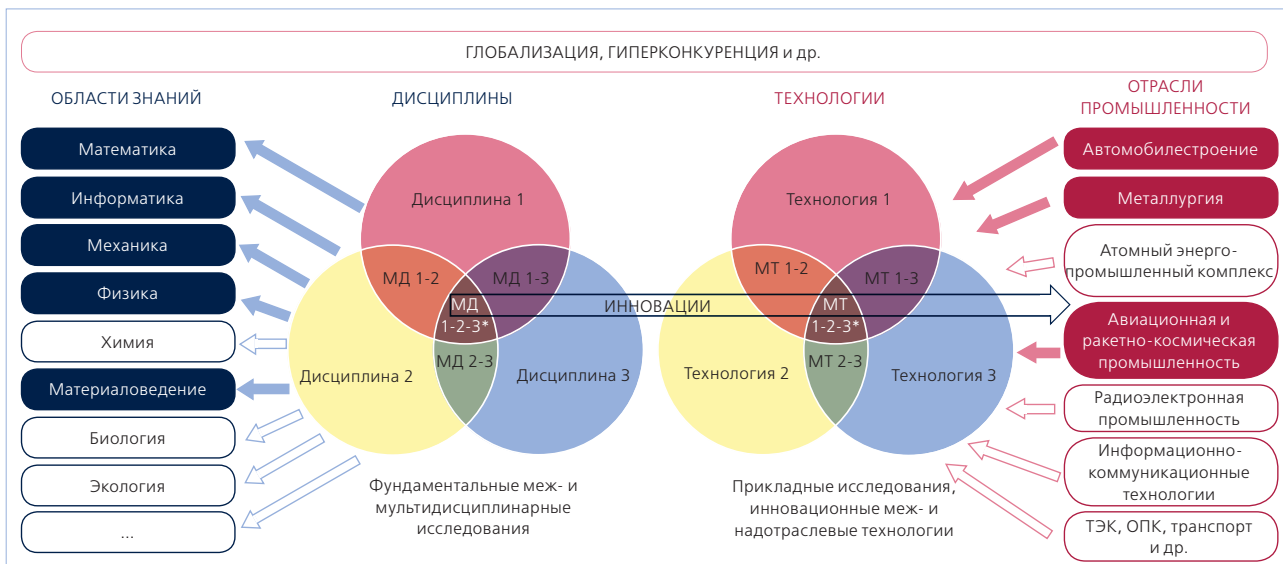 ГЛОБАЛИЗАЦИЯ, ГИПЕРКОНКУРЕНЦИЯ и др.
ОБЛАСТИ ЗНАНИЙ
Математика
Информатика
Механика
Физика
Химия
Материаловедение
Биология
Экология
...
ДИСЦИПЛИНЫ
Дисциплина 1
МД 1-2
МД 1-3
МД
1-2-3*
МД 2-3
Дисциплина 2
Дисциплина 3
Фундаментальные меж- и
мультидисциплинарные
исследования
ИННОВАЦИИ
ТЕХНОЛОГИИ
Технология 1
МТ 1-2
МТ 1-3
МТ
1-2-3*
МТ 2-3
Технология 2
Технология 3
Прикладные исследования,
инновационные меж- и
надотраслевые технологии
ОТРАСЛИ
ПРОМЫШЛЕННОСТИ
Автомобилестроение
Металлургия
Атомный энерго-
промышленный комплекс
Авиационная и
ракетно-космическая
промышленность
Радиоэлектронная
промышленность
Информационно-
коммуникационные
технологии
ТЭК, ОПК, транспорт
и др.